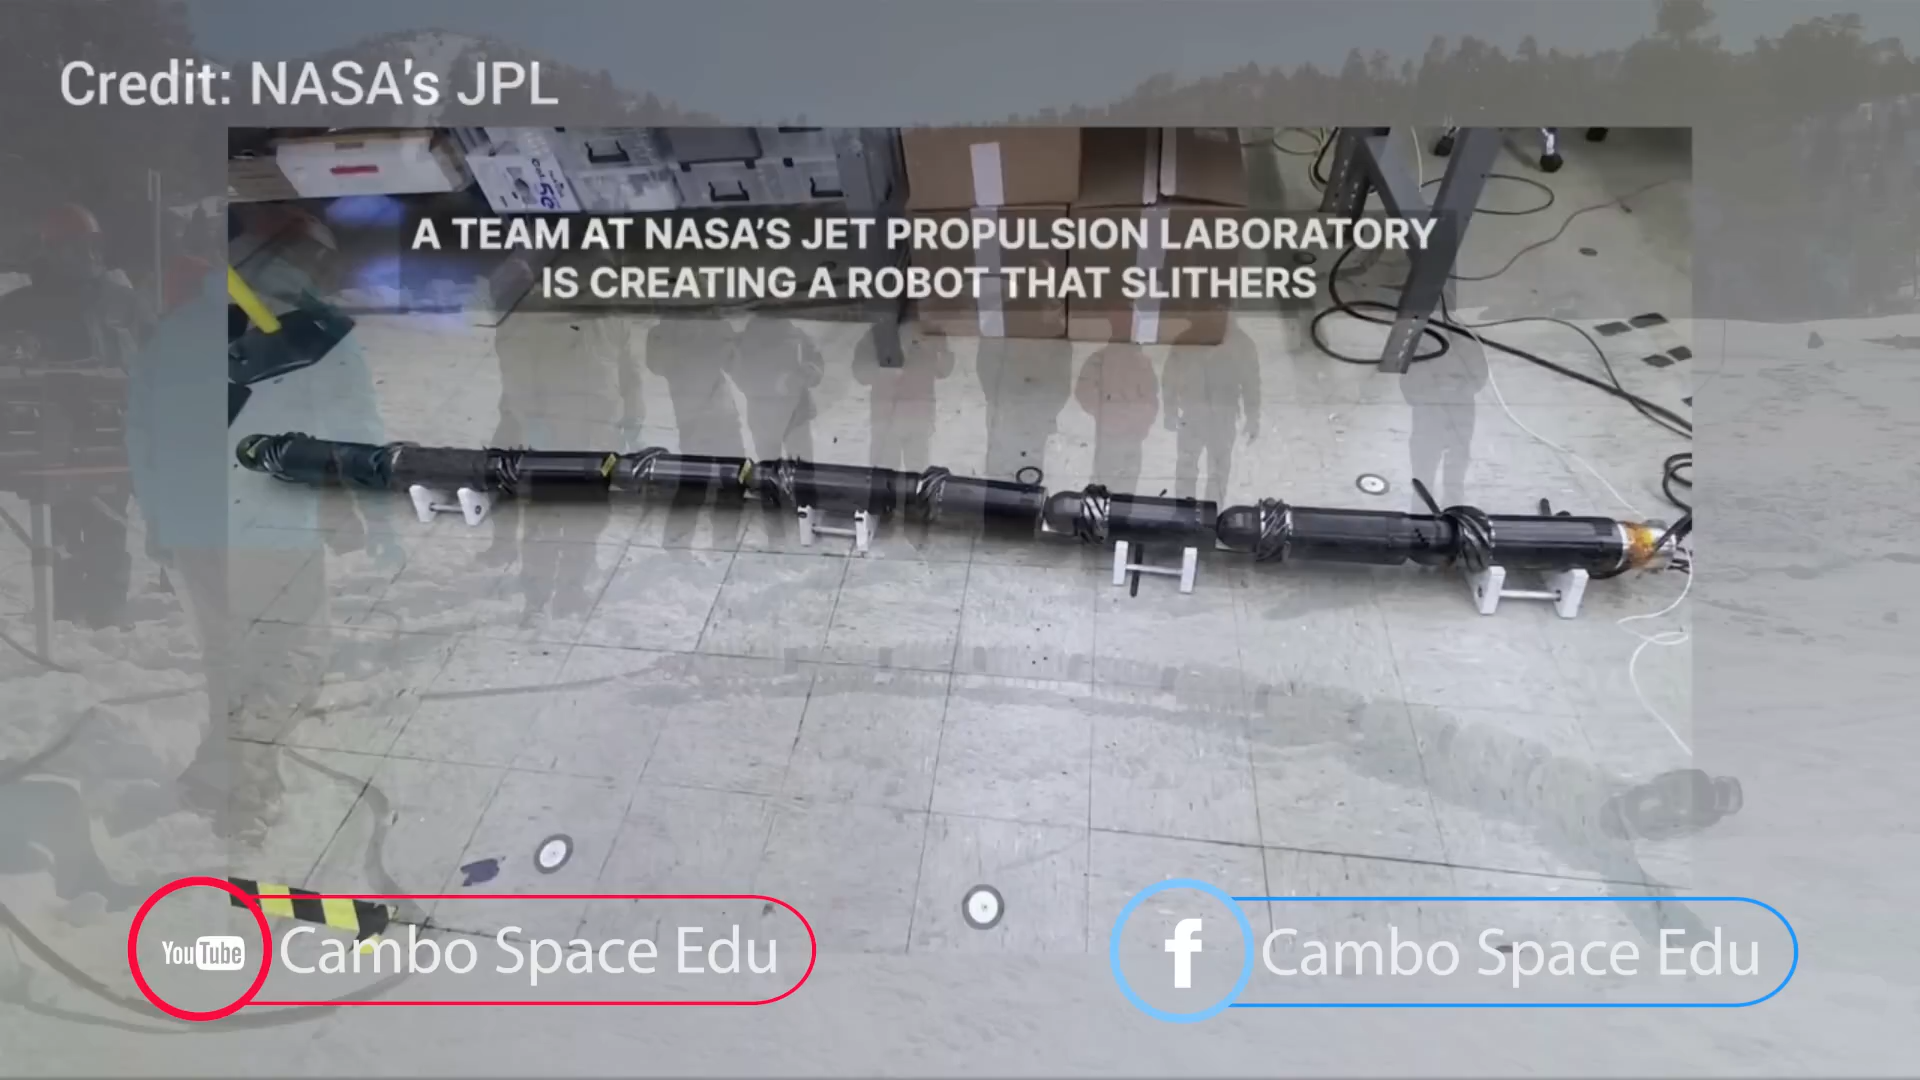 Credit: NASA's JPL
A TEAM AT NASA'S JET PROPULSION LABORATORY
IS CREATING A ROBOT THAT SLITHERS
YouTube Cambo Space Edu
f Cambo Space Edu